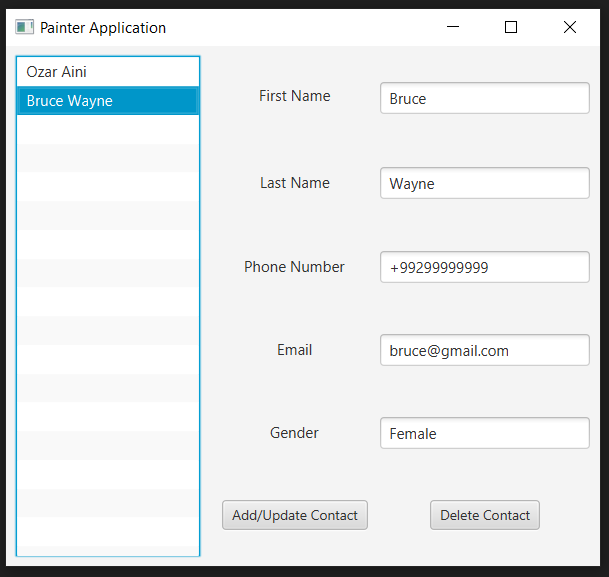 Painter Application
Ozar Aini
Bruce Wayne
First Name
Bruce
Last Name
Wayne
Phone Number
+99299999999
Email
bruce@gmail.com
Gender
Female
Add/Update Contact
Delete Contact